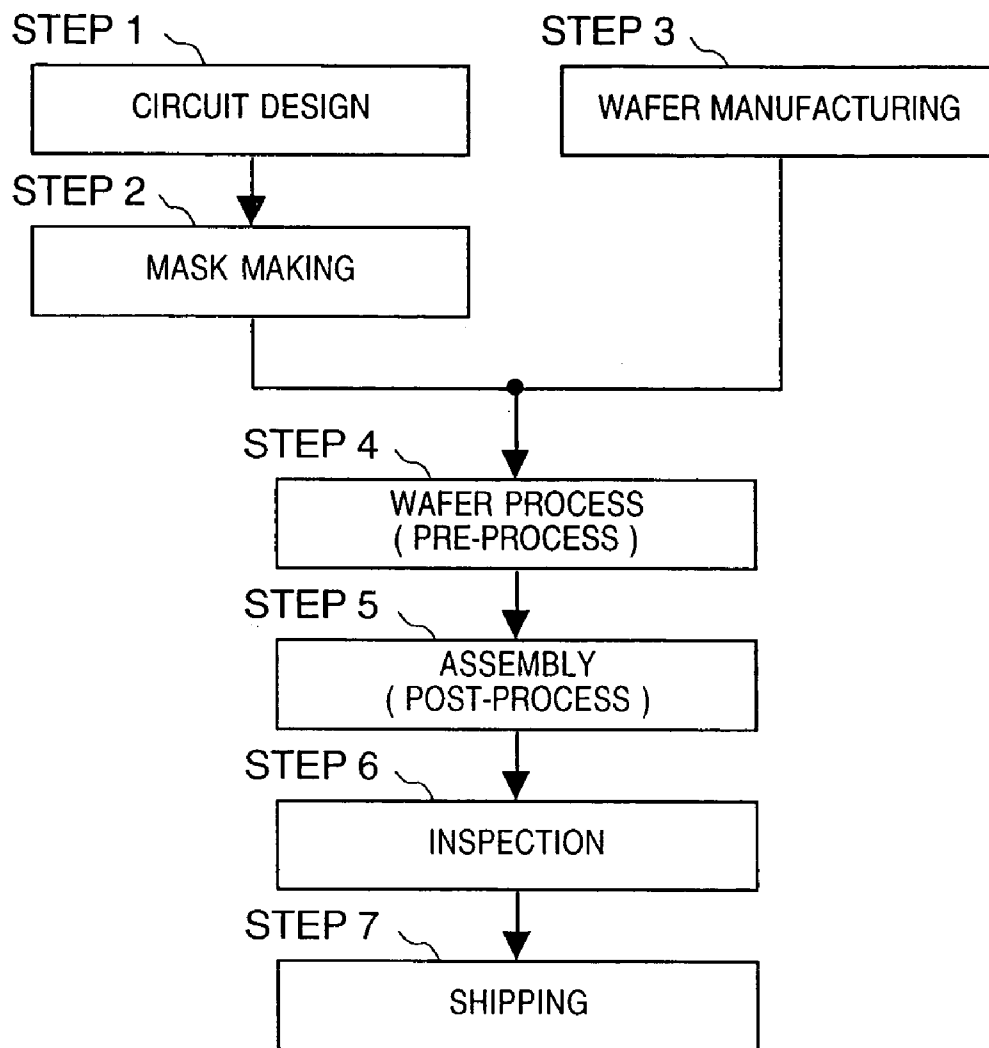 STEP 1
CIRCUIT DESIGN
STEP 2
MASK MAKING
STEP 3
WAFER MANUFACTURING
STEP 4
WAFER PROCESS
( PRE-PROCESS )
STEP 5
ASSEMBLY
( POST-PROCESS )
STEP 6
INSPECTION
STEP 7
SHIPPING